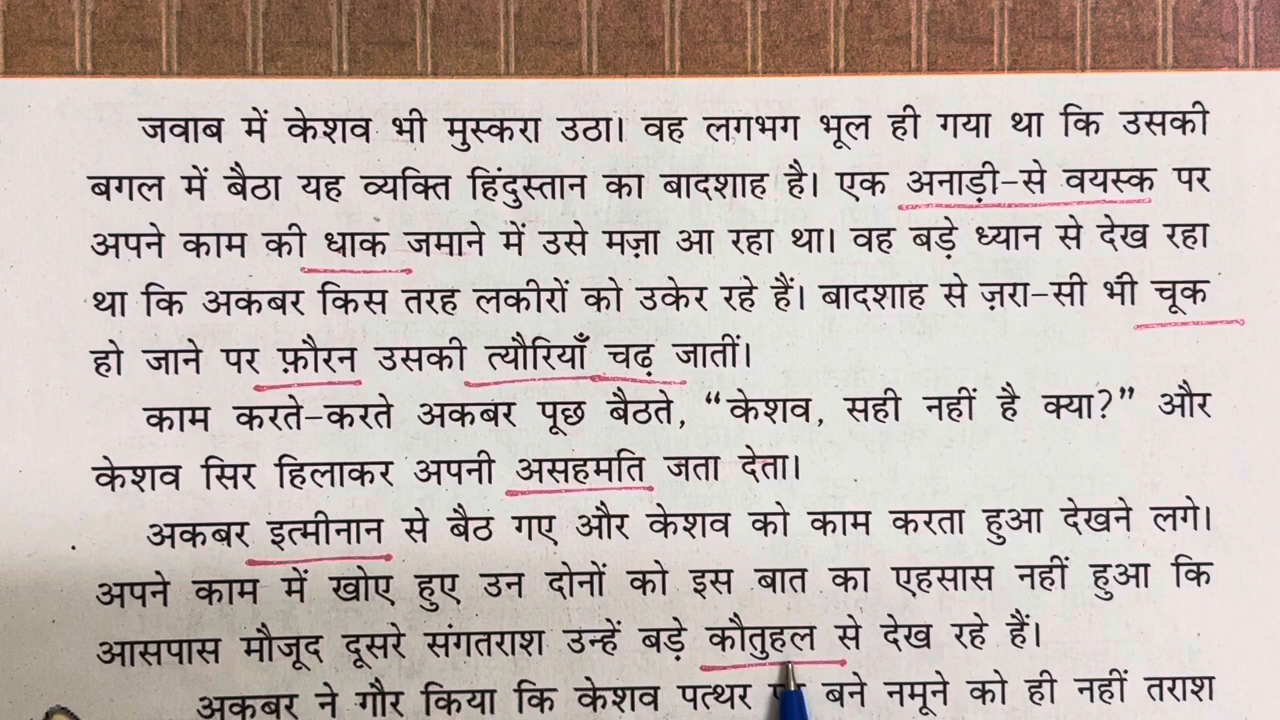 जवाब में केशव भी मुस्करा उठा। वह लगभग भूल ही गया था कि उसकी
बगल में बैठा यह व्यक्ति हिंदुस्तान का बादशाह है। एक अनाड़ी-से वयस्क पर
अपने काम की धाक जमाने में उसे मज़ा आ रहा था। वह बड़े ध्यान से देख रहा
था कि अकबर किस तरह लकीरों को उकेर रहे हैं। बादशाह से ज़रा-सी भी चूक
हो जाने पर फ़ौरन उसकी त्यौरियाँ चढ़ जातीं।
काम करते-करते अकबर पूछ बैठते, “केशव, सही नहीं है क्या?” और
केशव सिर हिलाकर अपनी असहमति जता देता।
अकबर इत्मीनान से बैठ गए और केशव को काम करता हुआ देखने लगे।
अपने काम में खोए हुए उन दोनों को इस बात का एहसास नहीं हुआ कि
आसपास मौजूद दूसरे संगतराश उन्हें बड़े कौतुहल से देख रहे हैं।
अकबर ने गौर किया कि केशव पत्थर बने नमूने को ही नहीं तराश